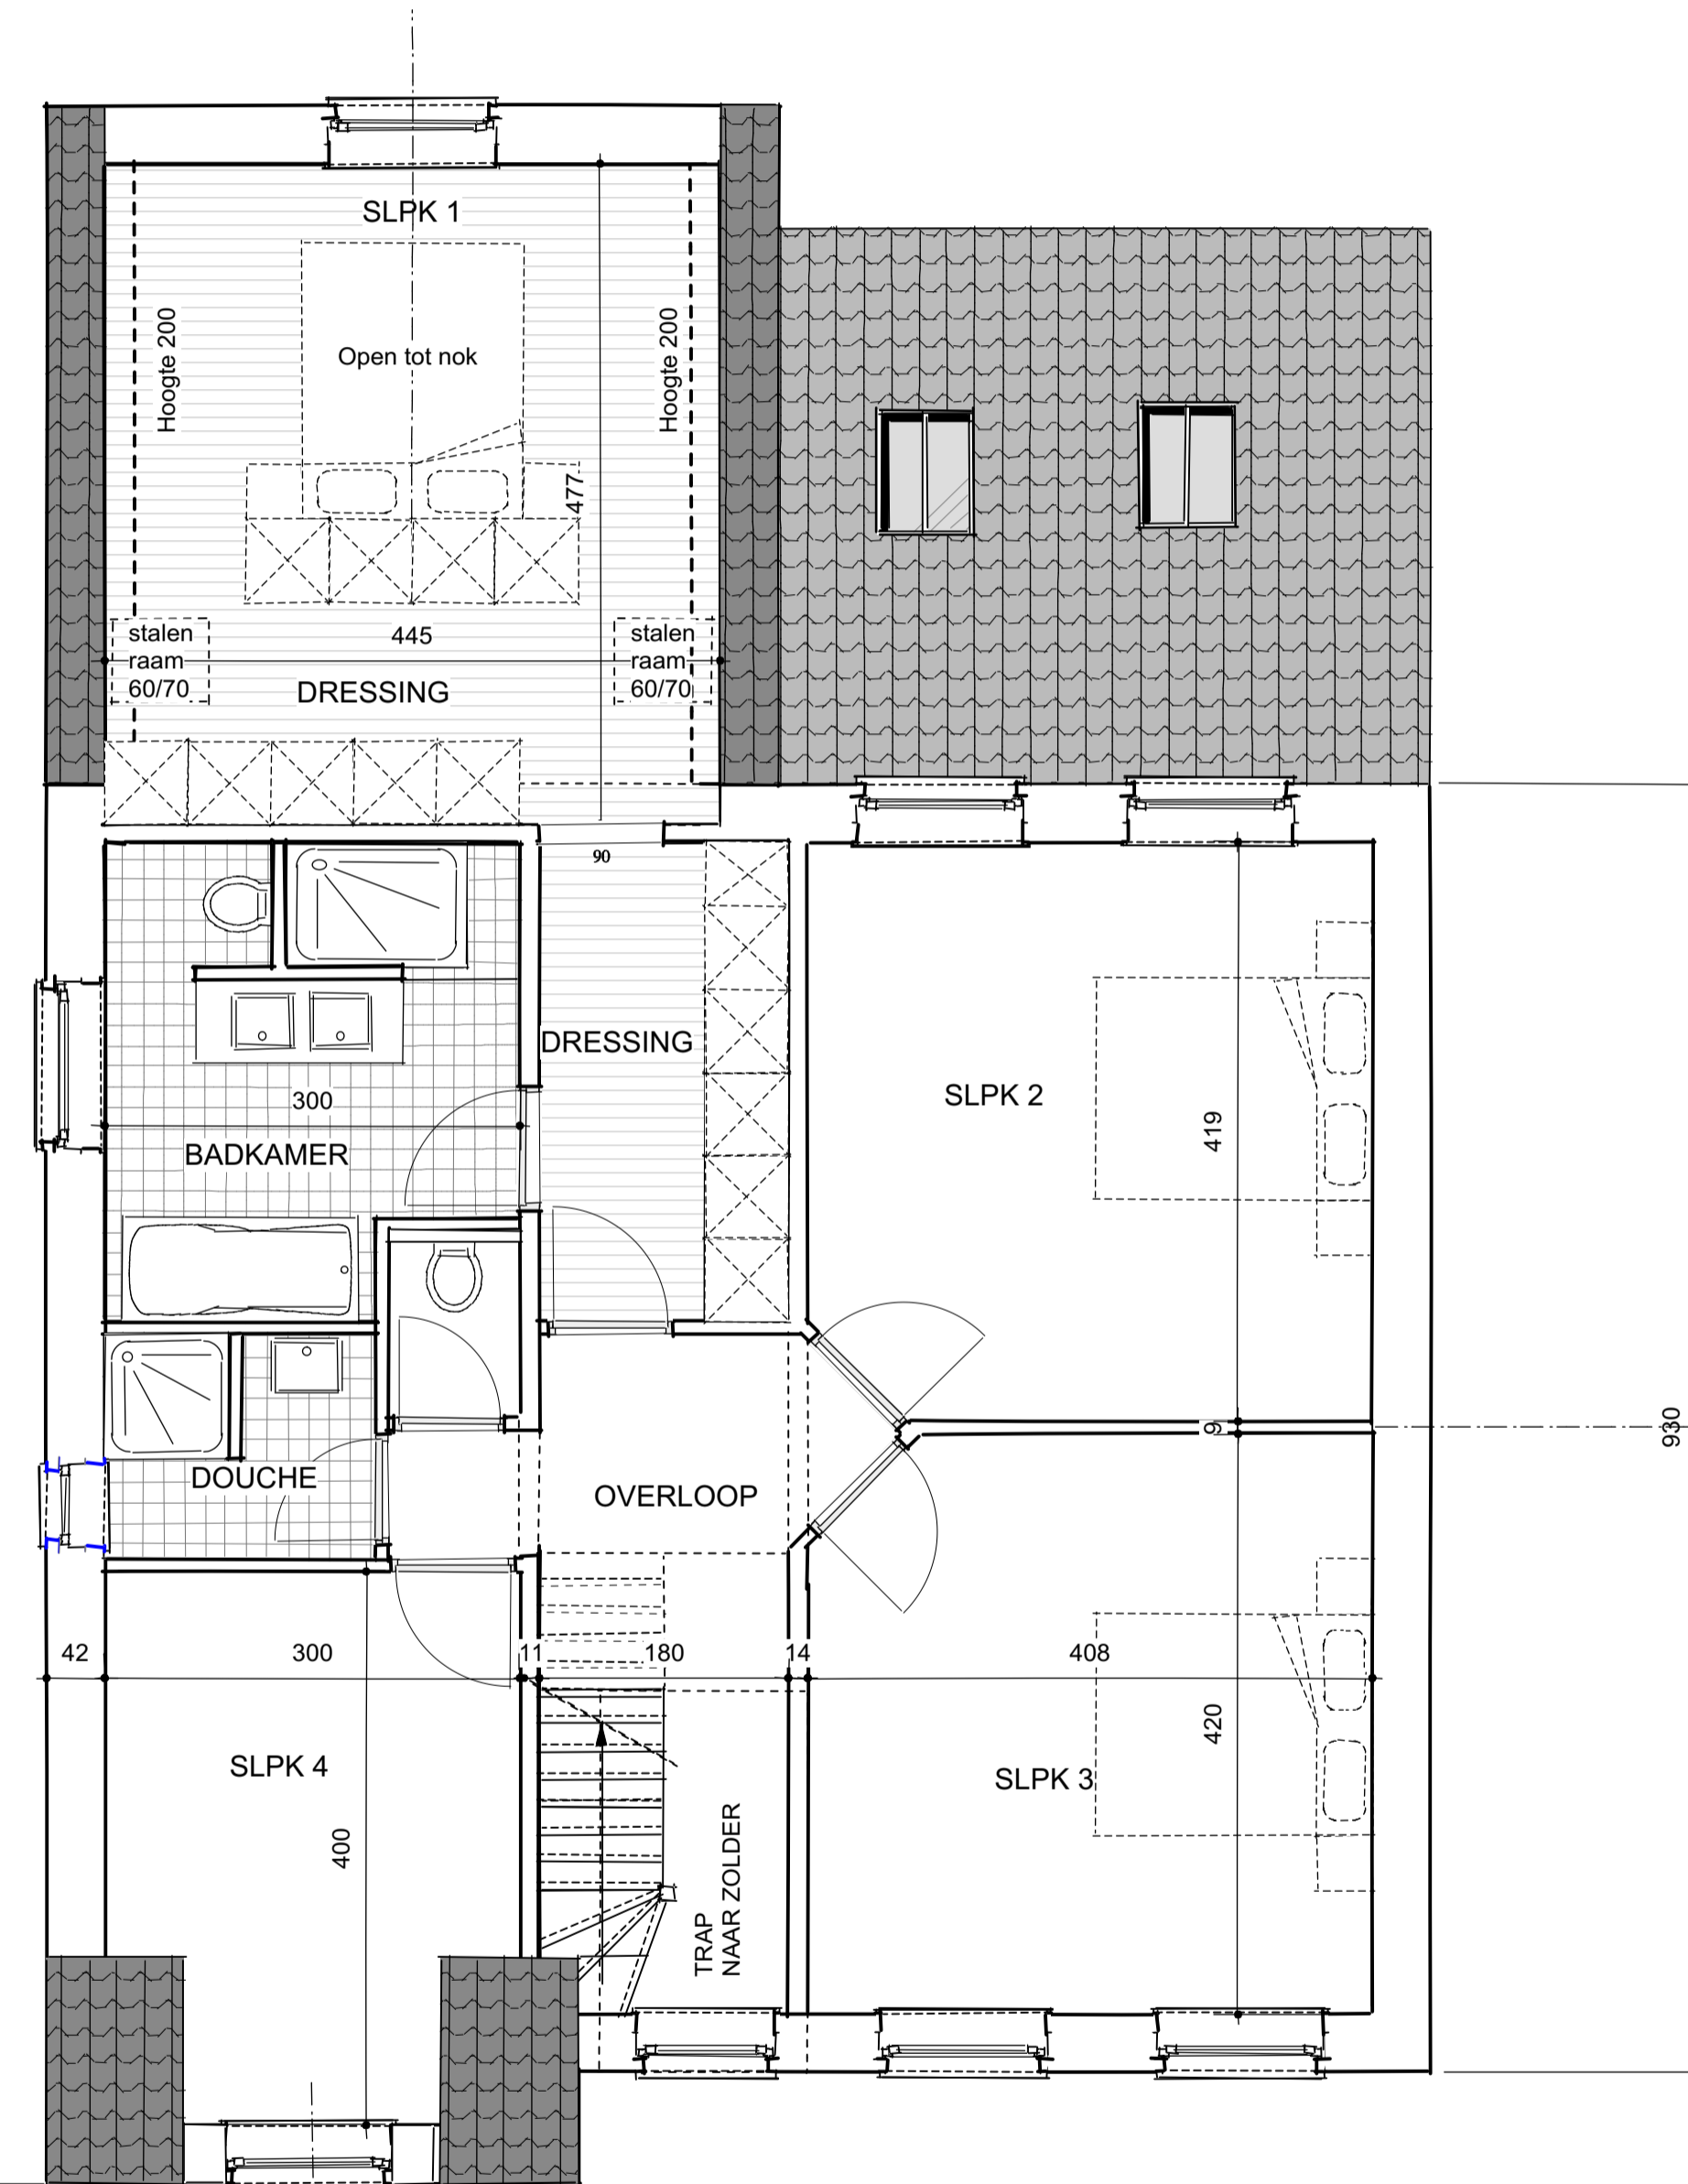 SLPK 1
Hoogte 200
Hoogte 200
Open tot nok
477
stalen
raam
60/70
445
stalen
raam
60/70
DRESSING
90
DRESSING
300
BADKAMER
SLPK 2
419
9
930
DOUCHE
OVERLOOP
42
300
11
180
14
408
420
SLPK 4
SLPK 3
400
TRAP
NAAR ZOLDER